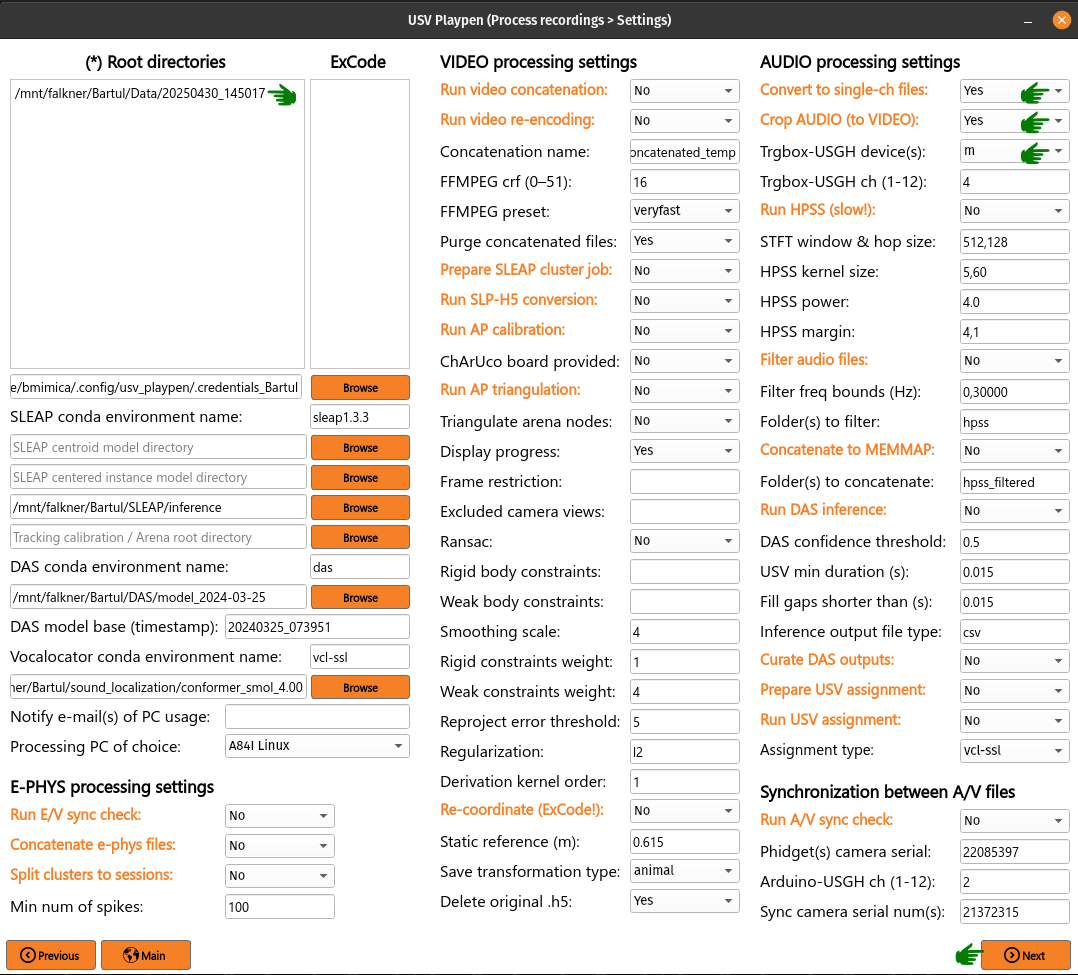 USV Playpen (Process recordings > Settings)
(*) Root directories
ExCode
/mnt/falkner/Bartul/Data/20250430_145017
e/bmimica/.config/usv_playpen/.credentials_Bartul
Browse
SLEAP conda environment name:
sleap1.3.3
SLEAP centroid model directory
Browse
SLEAP centered instance model directory
Browse
/mnt/falkner/Bartul/SLEAP/inference
Browse
Tracking calibration / Arena root directory
Browse
DAS conda environment name:
das
/mnt/falkner/Bartul/DAS/model_2024-03-25
Browse
DAS model base (timestamp):
20240325_073951
Vocalocator conda environment name:
vcl-ssl
ner/Bartul/sound_localization/conformer_smol_4.00
Browse
Notify e-mail(s) of PC usage:
Processing PC of choice:
A84I Linux
E-PHYS processing settings
Run E/V sync check:
No
Concatenate e-phys files:
No
Split clusters to sessions:
No
Min num of spikes:
100
VIDEO processing settings
Run video concatenation:
No
Run video re-encoding:
No
Concatenation name:
oncatenated_temp
FFMPEG crf (0–51):
16
FFMPEG preset:
veryfast
Purge concatenated files:
Yes
Prepare SLEAP cluster job:
No
Run SLP-H5 conversion:
No
Run AP calibration:
No
ChArUco board provided:
No
Run AP triangulation:
No
Triangulate arena nodes:
No
Display progress:
Yes
Frame restriction:
Excluded camera views:
Ransac:
No
Rigid body constraints:
Weak body constraints:
Smoothing scale:
4
Rigid constraints weight:
1
Weak constraints weight:
4
Reproject error threshold:
5
Regularization:
l2
Derivation kernel order:
1
Re-coordinate (ExCode!):
No
Static reference (m):
0.615
Save transformation type:
animal
Delete original .h5:
Yes
AUDIO processing settings
Convert to single-ch files:
Yes
Crop AUDIO (to VIDEO):
Yes
Trgbox-USGH device(s):
m
Trgbox-USGH ch (1-12):
4
Run HPSS (slow!):
No
STFT window & hop size:
512,128
HPSS kernel size:
5,60
HPSS power:
4.0
HPSS margin:
4,1
Filter audio files:
No
Filter freq bounds (Hz):
0,30000
Folder(s) to filter:
hpss
Concatenate to MEMMAP:
No
Folder(s) to concatenate:
hpss_filtered
Run DAS inference:
No
DAS confidence threshold:
0.5
USV min duration (s):
0.015
Fill gaps shorter than (s):
0.015
Inference output file type:
csv
Curate DAS outputs:
No
Prepare USV assignment:
No
Run USV assignment:
No
Assignment type:
vcl-ssl
Synchronization between A/V files
Run A/V sync check:
No
Phidget(s) camera serial:
22085397
Arduino-USGH ch (1-12):
2
Sync camera serial num(s):
21372315
Previous
Main
Next